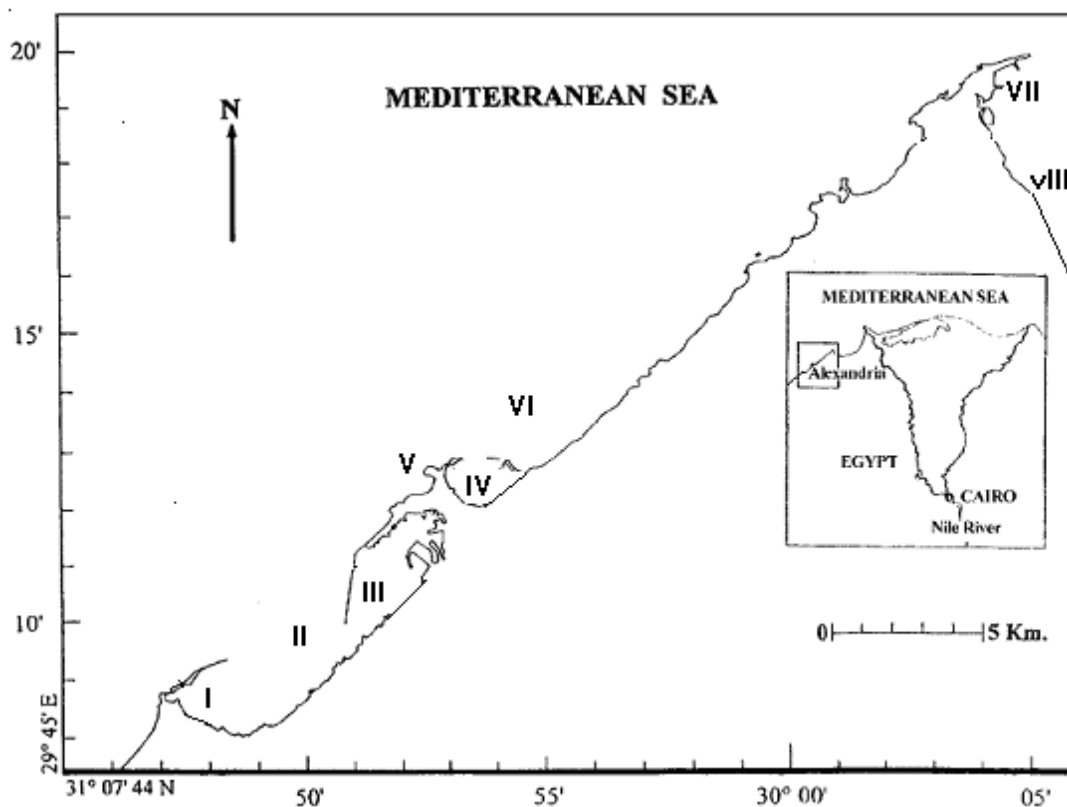 20'
MEDITERRANEAN SEA
N
VII
vIII
MEDITERRANEAN SEA
Alexandria
EGYPT
CAIRO
Nile River
15'
VI
V
IV
III
10'
0 5 Km.
II
I
29° 45' E
31° 07' 44 N
50'
55'
30° 00'
05'